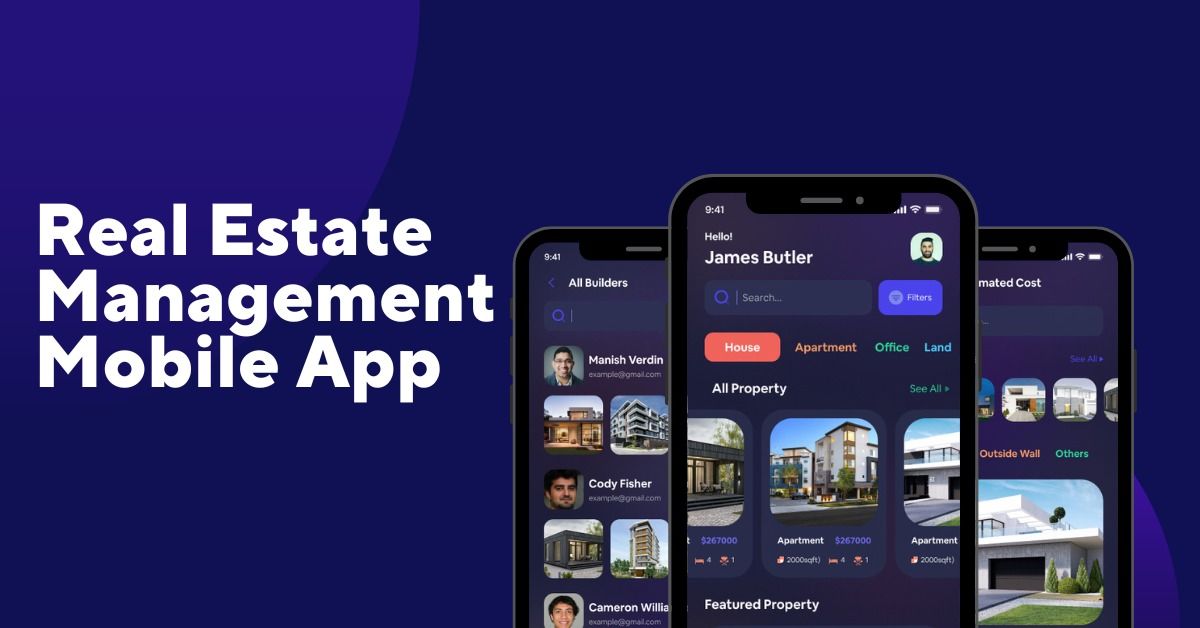 Real Estate
Management
Mobile App
9:41
All Builders
Manish Verdin
example@gmail.com
Cody Fisher
example@gmail.com
Cameron Willia
example@gmail.com
9:41
Hello!
James Butler
Search...
Filters
House
Apartment
Office
Land
All Property
See All
t
4
1
Apartment
$267000
2000sqft)
4
1
Apartment
2000sqft)
Featured Property
mated Cost
See All
Outside Wall
Others